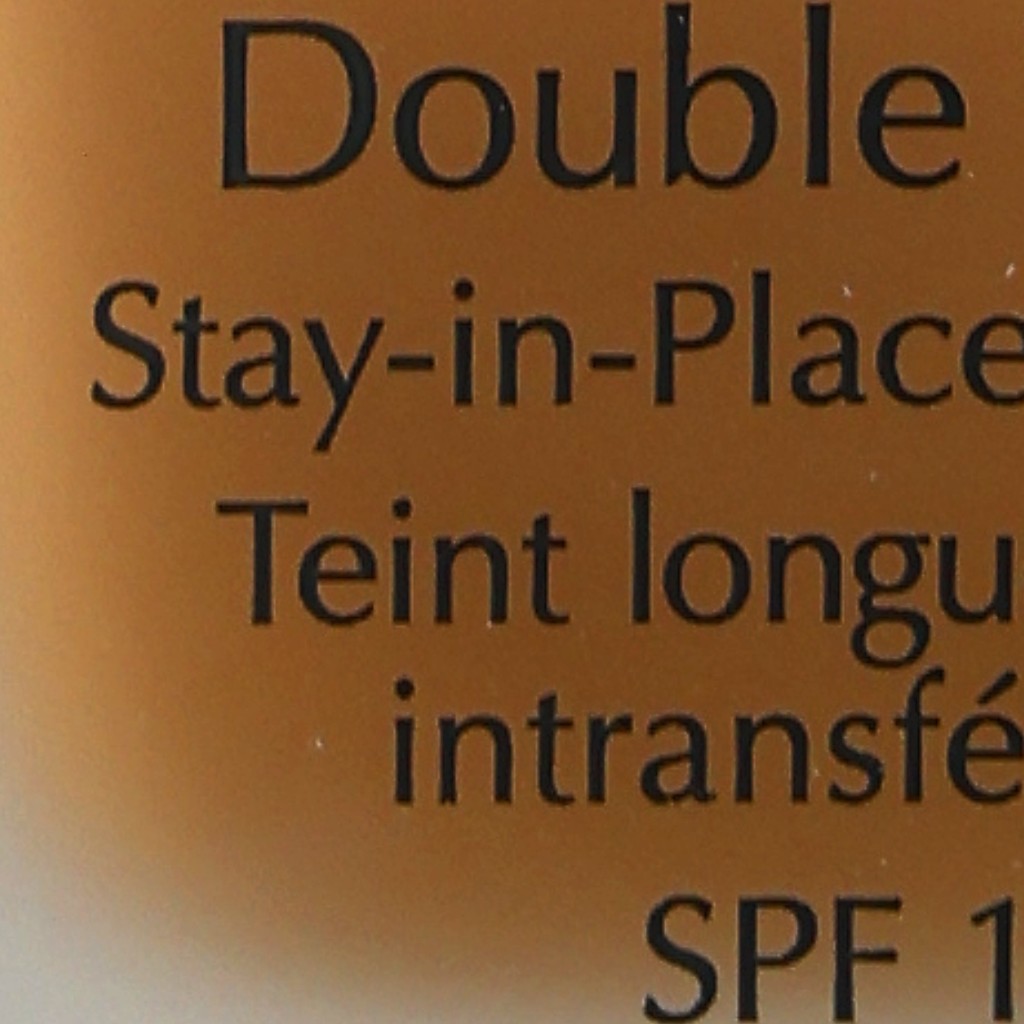 Double
Stay-in-Place
Teint longu
intransfé
SPF 1